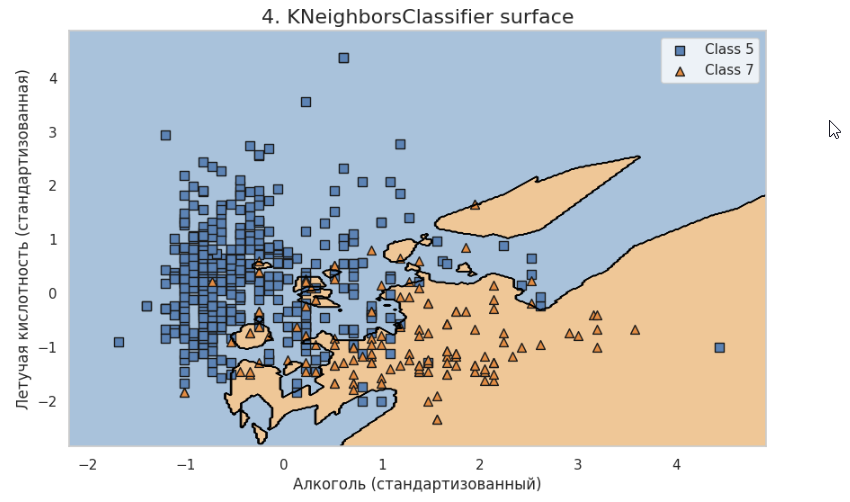 4. KNeighborsClassifier surface
Class 5
Class 7
Летучая кислотность (стандартизованная)
4
3
2
1
0
−1
−2
−2
−1
0
1
2
3
4
Алкоголь (стандартизованный)